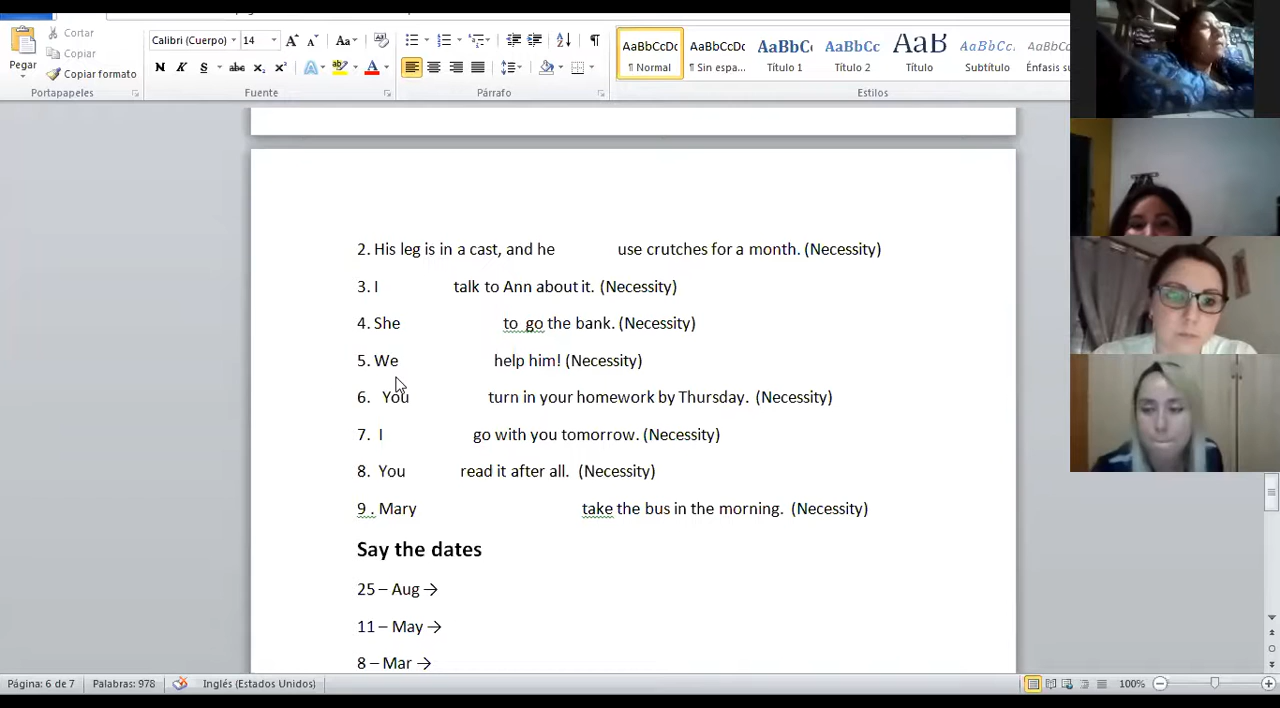 Cortar
Copiar
Copiar formato
Pegar
Portapapeles
Calibri (Cuerpo) 14
N K S abc x₂ x²
Fuente
Párrafo
AaBbCcDc AaBbCcDc AaBbC AaBbCc AaB AaBbCc AaBbCc
¶ Normal ¶ Sin espa... Título 1 Título 2 Título Subtítulo Énfasis
Estilos
2. His leg is in a cast, and he use crutches for a month. (Necessity)
3. I talk to Ann about it. (Necessity)
4. She to go the bank. (Necessity)
5. We help him! (Necessity)
6. You turn in your homework by Thursday. (Necessity)
7. I go with you tomorrow. (Necessity)
8. You read it after all. (Necessity)
9 . Mary take the bus in the morning. (Necessity)
Say the dates
25 – Aug →
11 – May →
8 – Mar →
Página: 6 de 7 Palabras: 978 Inglés (Estados Unidos) 100%